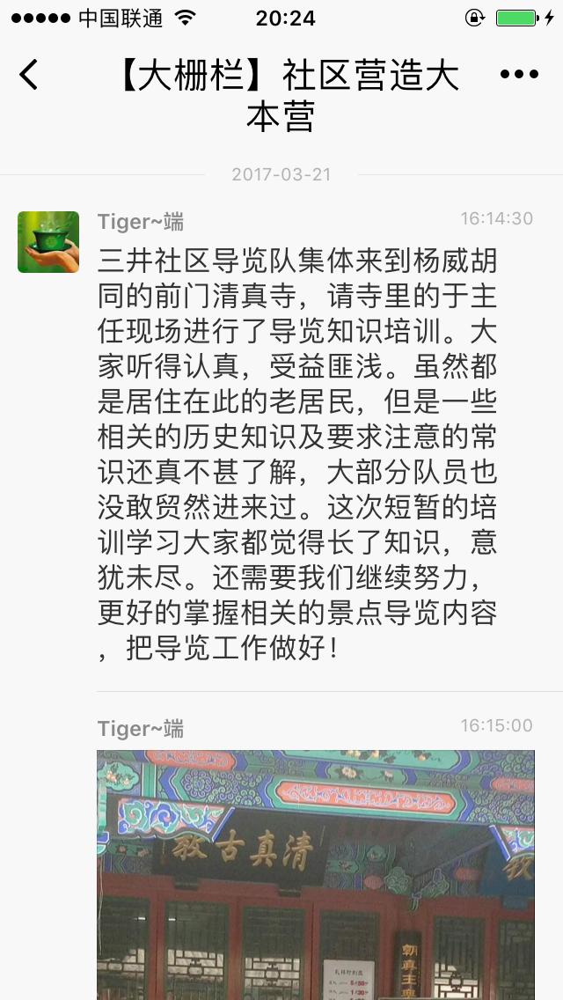 中国联通
20:24
【大栅栏】社区营造大
本营
2017-03-21
Tiger~端
16:14:30
三井社区导览队集体来到杨威胡
同的前门清真寺，请寺里的于主
任现场进行了导览知识培训。大
家听得认真，受益匪浅。虽然都
是居住在此的老居民，但是一些
相关的历史知识及要求注意的常
识还真不甚了解，大部分队员也
没敢贸然进来过。这次短暂的培
训学习大家都觉得长了知识，意
犹未尽。还需要我们继续努力，
更好的掌握相关的景点导览内容
，把导览工作做好！
Tiger~端
16:15:00
教古真清
朝真主